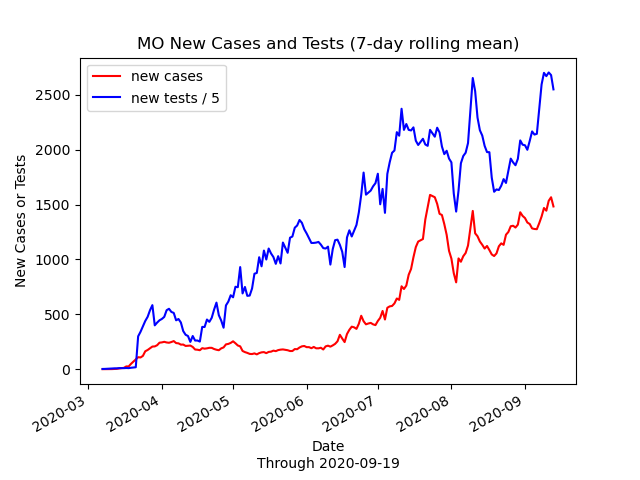 MO New Cases and Tests (7-day rolling mean)
new cases
new tests / 5
New Cases or Tests
2500
2000
1500
1000
500
0
2020-03
2020-04
2020-05
2020-06
2020-07
2020-08
2020-09
Date
Through 2020-09-19